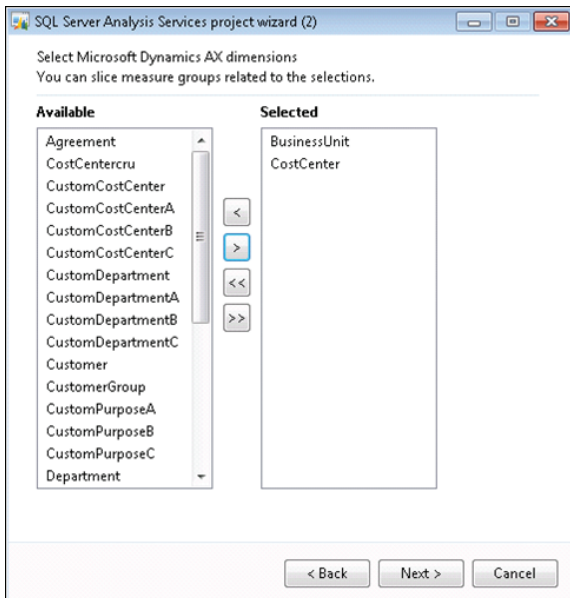 SQL Server Analysis Services project wizard (2)
Select Microsoft Dynamics AX dimensions
You can slice measure groups related to the selections.
Available
Agreement
CostCentercru
CustomCostCenter
CustomCostCenterA
CustomCostCenterB
CustomCostCenterC
CustomDepartment
CustomDepartmentA
CustomDepartmentB
CustomDepartmentC
Customer
CustomerGroup
CustomPurposeA
CustomPurposeB
CustomPurposeC
Department
<
>
<<
>>
Selected
BusinessUnit
CostCenter
< Back
Next >
Cancel